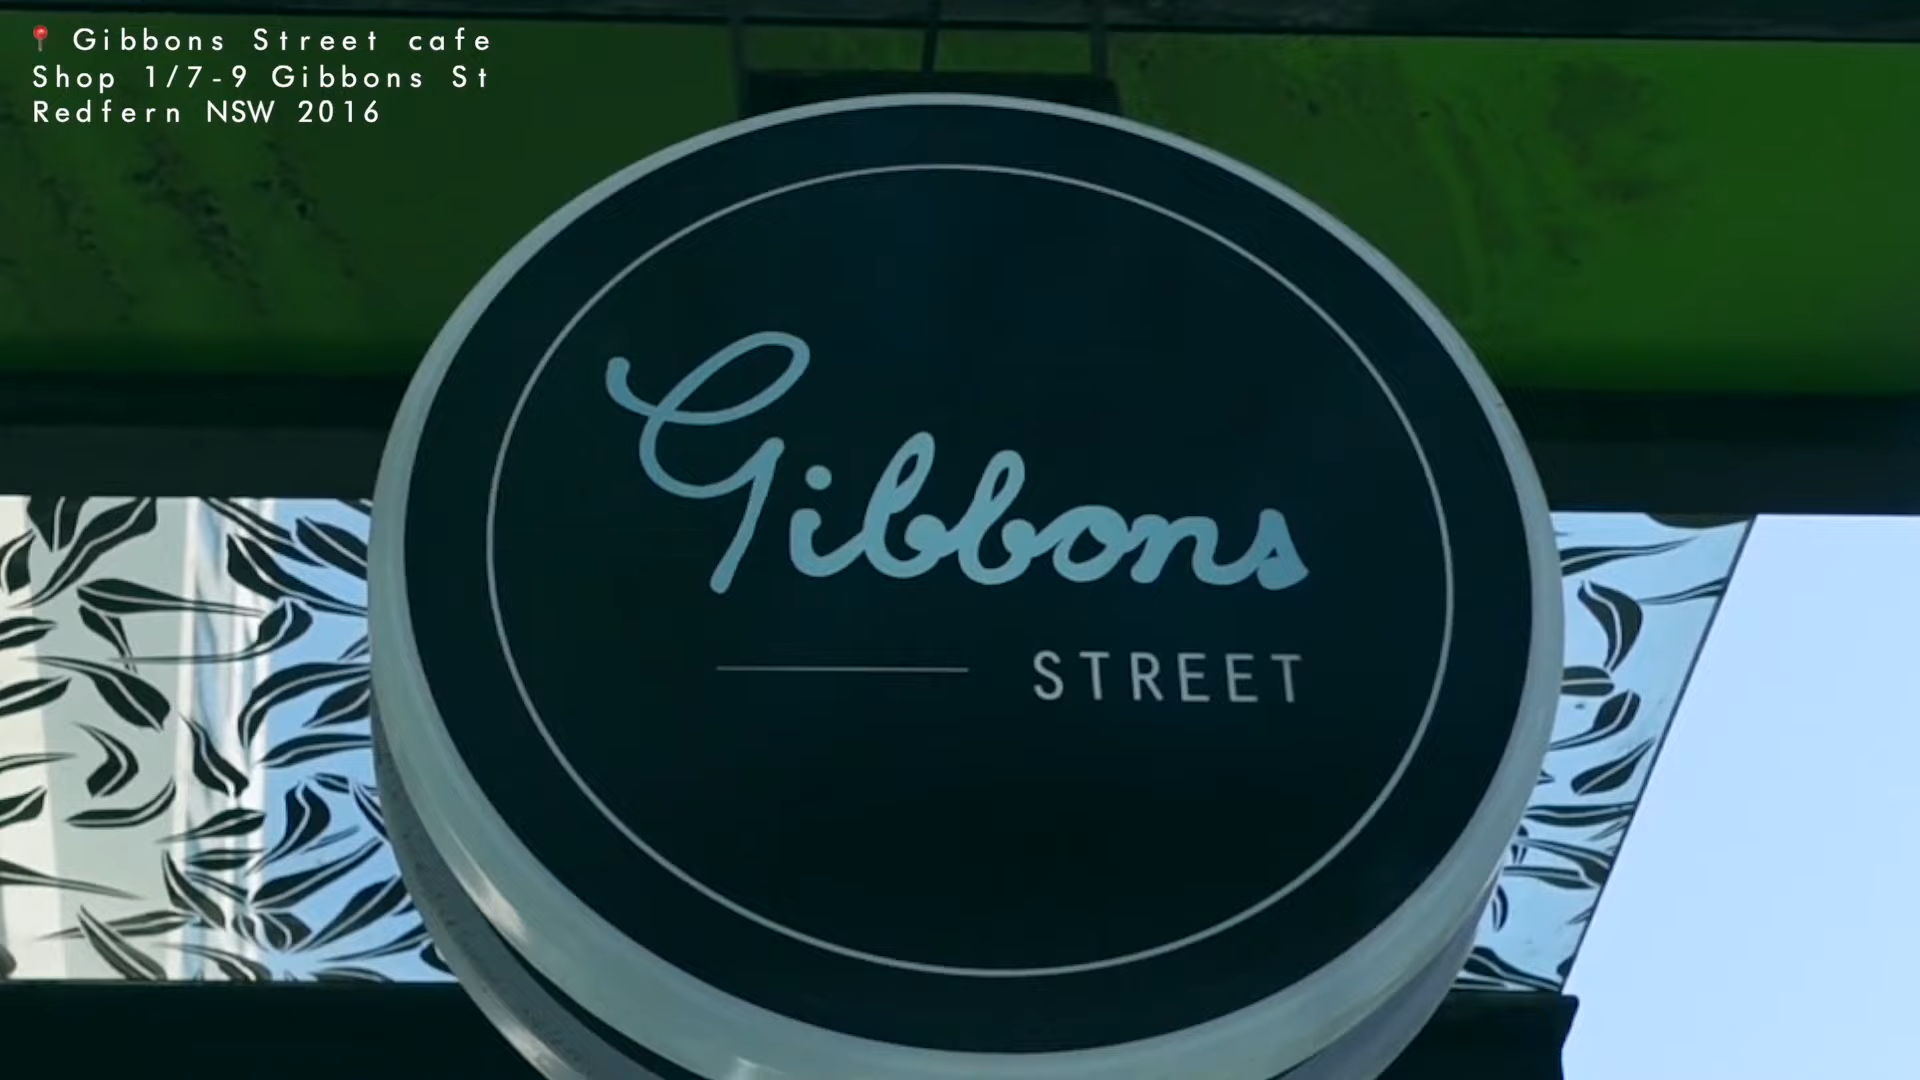 📍 Gibbons Street cafe
Shop 1/7-9 Gibbons St
Redfern NSW 2016
Gibbons
STREET